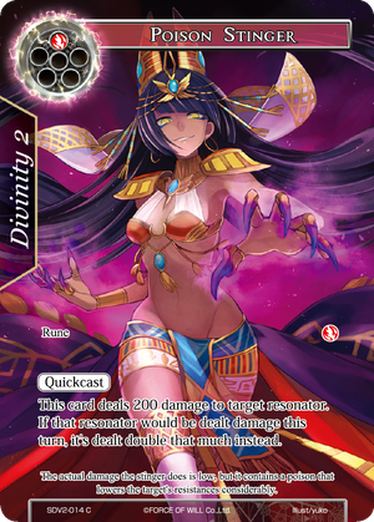 Poison Stinger
Divinity 2
Rune
Quickcast
This card deals 200 damage to target resonator.
If that resonator would be dealt damage this
turn, it's dealt double that much instead.
The actual damage the stinger does is low, but it contains a poison that
lowers the target's resistances considerably.
SDV2-014 C ©FORCE OF WILL Co.,Ltd. Illust/yuko